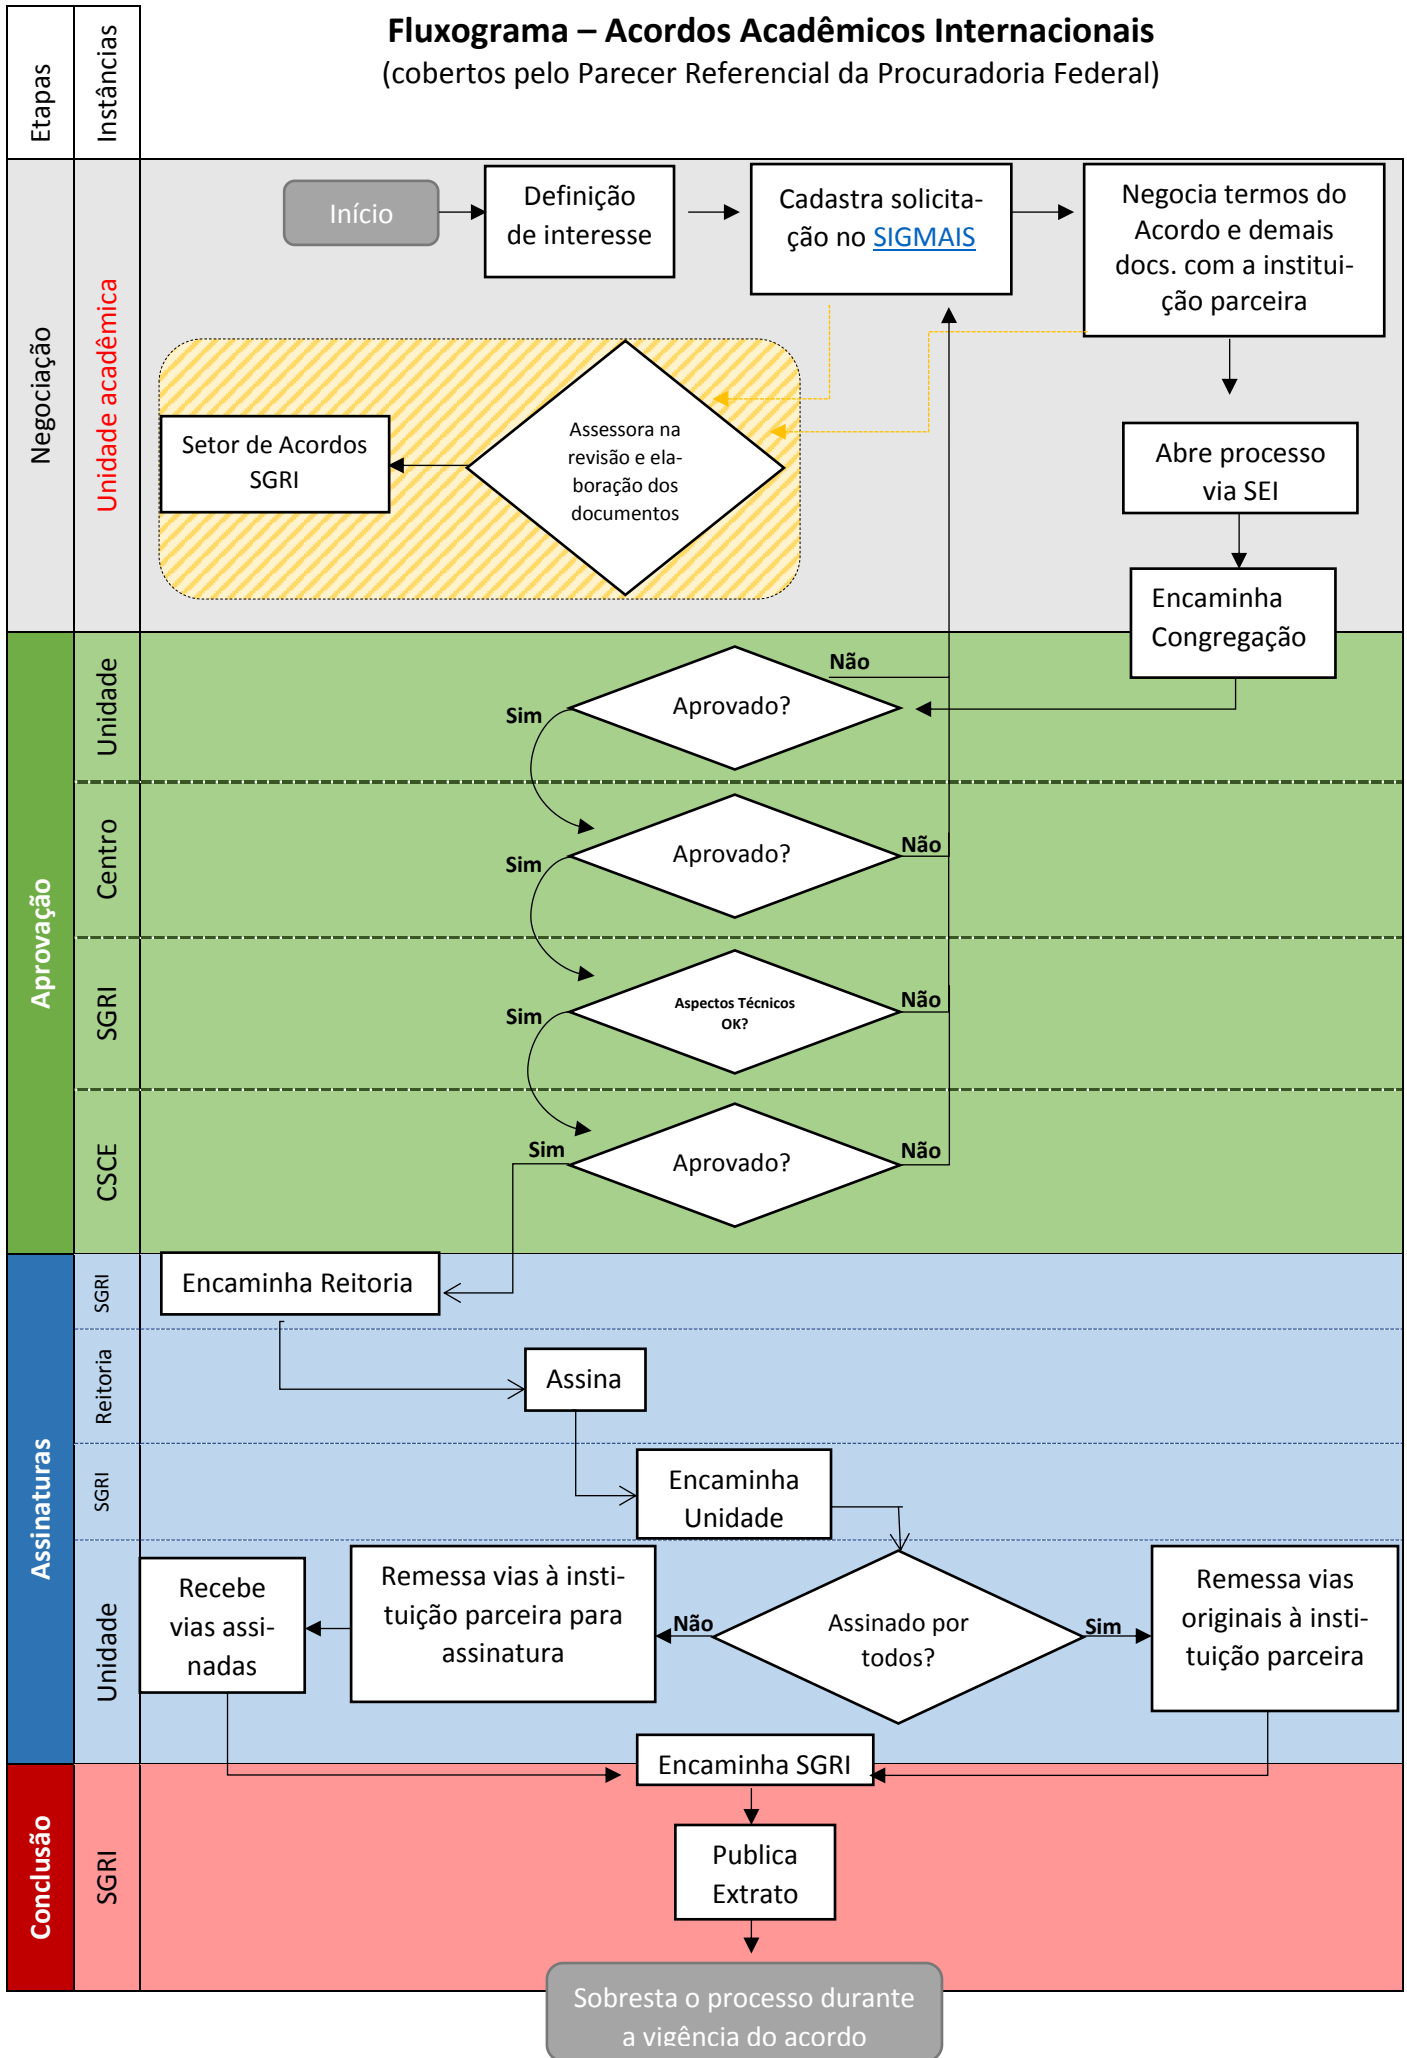 Fluxograma – Acordos Acadêmicos Internacionais
(cobertos pelo Parecer Referencial da Procuradoria Federal)
Etapas
Instâncias
Negociação
Unidade acadêmica
Início
Definição
de interesse
Cadastra solicita-
ção no SIGMAIS
Negocia termos do
Acordo e demais
docs. com a institui-
ção parceira
Setor de Acordos
SGRI
Assessora na
revisão e ela-
boração dos
documentos
Abre processo
via SEI
Encaminha
Congregação
Aprovação
Unidade
Aprovado?
Não
Sim
Centro
Aprovado?
Não
Sim
SGRI
Aspectos Técnicos
OK?
Não
Sim
CSCE
Aprovado?
Não
Sim
Assinaturas
SGRI
Encaminha Reitoria
Reitoria
Assina
SGRI
Encaminha
Unidade
Unidade
Recebe
vias assi-
nadas
Remessa vias à insti-
tuição parceira para
assinatura
Não
Assinado por
todos?
Sim
Remessa vias
originais à insti-
tuição parceira
Encaminha SGRI
Conclusão
SGRI
Publica
Extrato
Sobresta o processo durante
a vigência do acordo